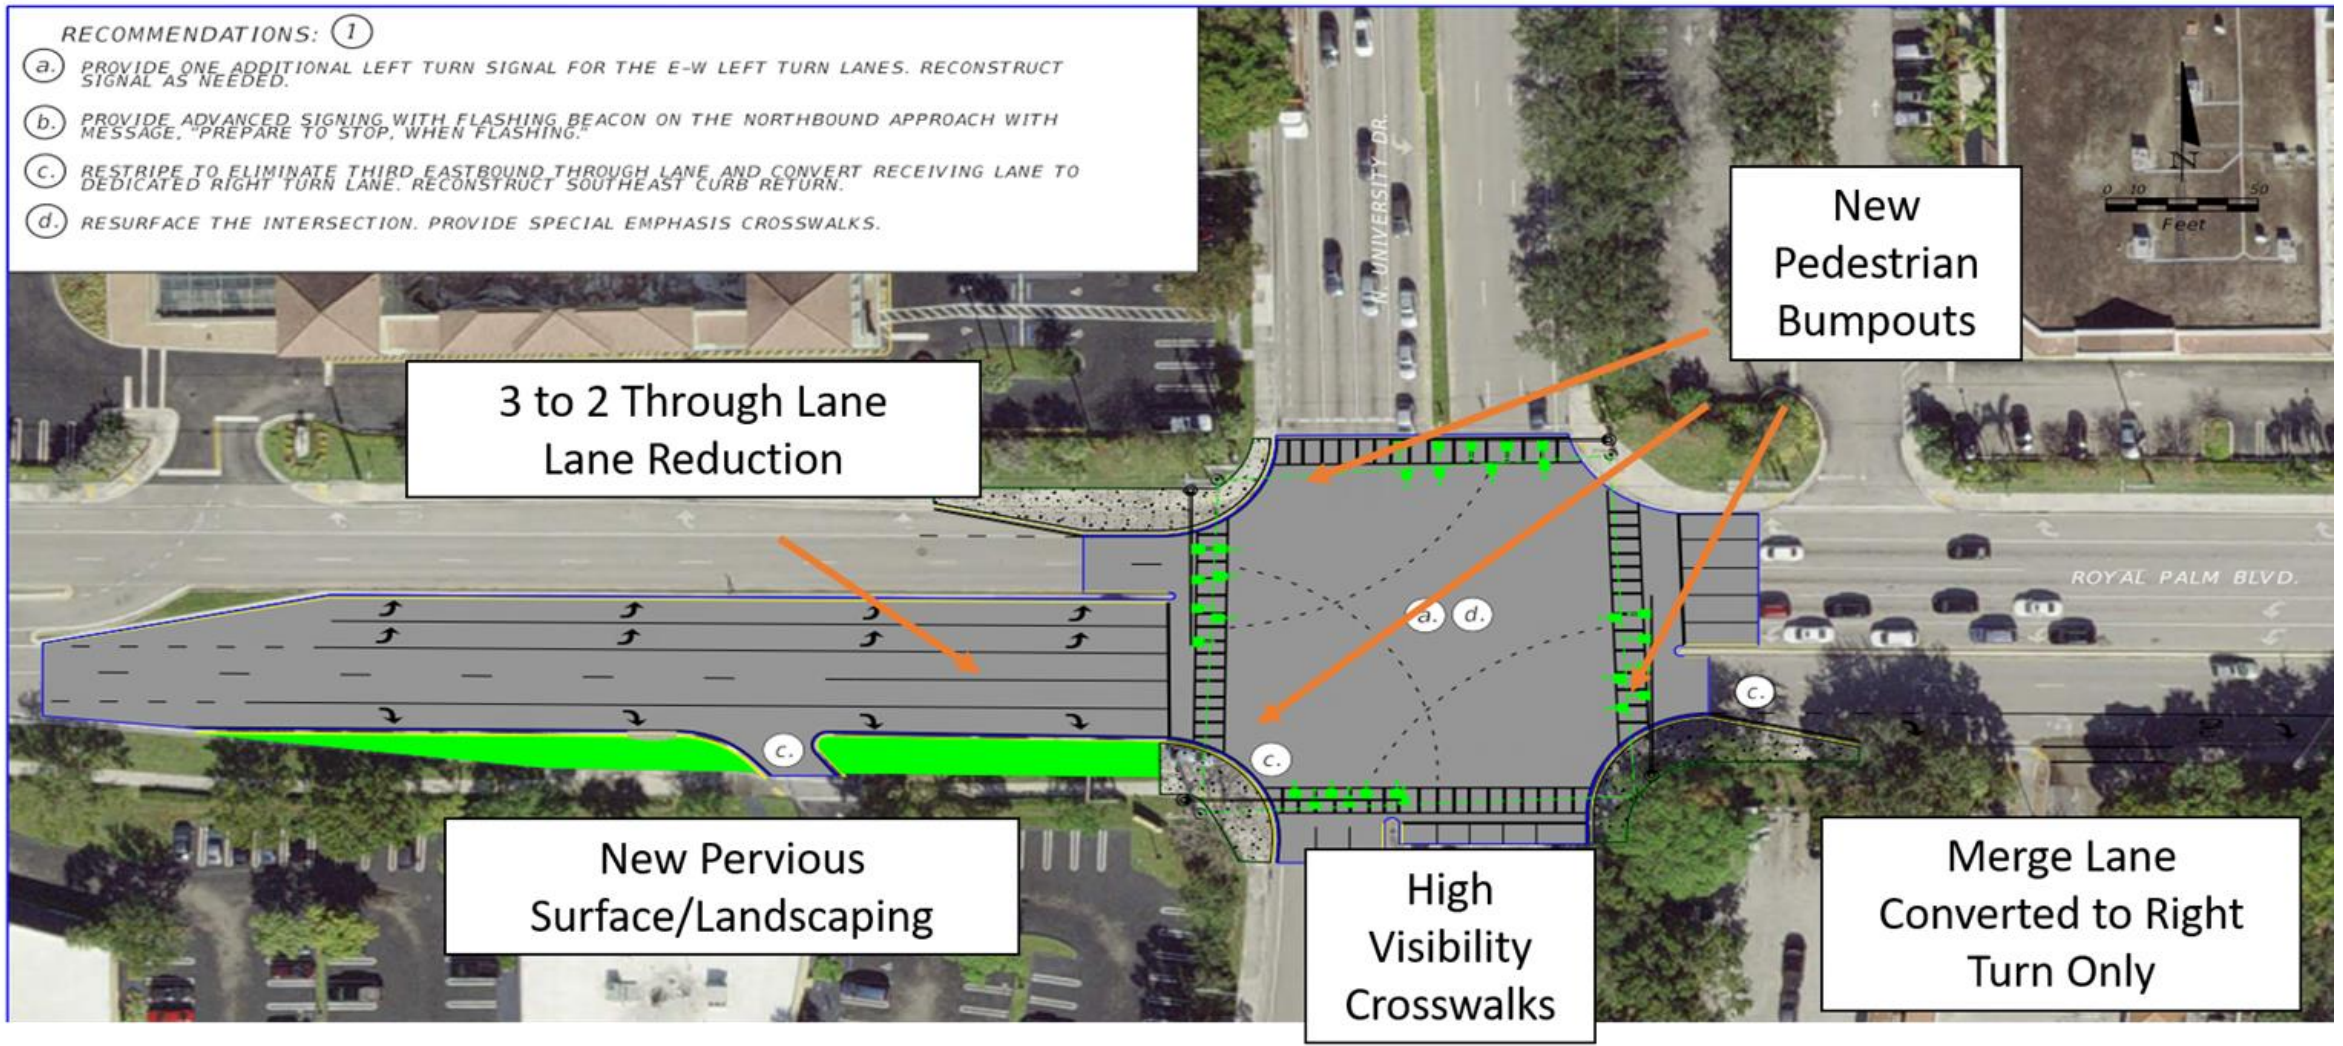 RECOMMENDATIONS: 1
a. PROVIDE ONE ADDITIONAL LEFT TURN SIGNAL FOR THE E-W LEFT TURN LANES. RECONSTRUCT
SIGNAL AS NEEDED.
b. PROVIDE ADVANCED SIGNING WITH FLASHING BEACON ON THE NORTHBOUND APPROACH WITH
MESSAGE, "PREPARE TO STOP, WHEN FLASHING."
c. RESTRIPE TO ELIMINATE THIRD EASTBOUND THROUGH LANE AND CONVERT RECEIVING LANE TO
DEDICATED RIGHT TURN LANE. RECONSTRUCT SOUTHEAST CURB RETURN.
d. RESURFACE THE INTERSECTION. PROVIDE SPECIAL EMPHASIS CROSSWALKS.
N. UNIVERSITY DR.
N
0 10 50
Feet
New
Pedestrian
Bumpouts
3 to 2 Through Lane
Lane Reduction
ROYAL PALM BLVD.
a. d.
c.
c.
c.
New Pervious
Surface/Landscaping
High
Visibility
Crosswalks
Merge Lane
Converted to Right
Turn Only